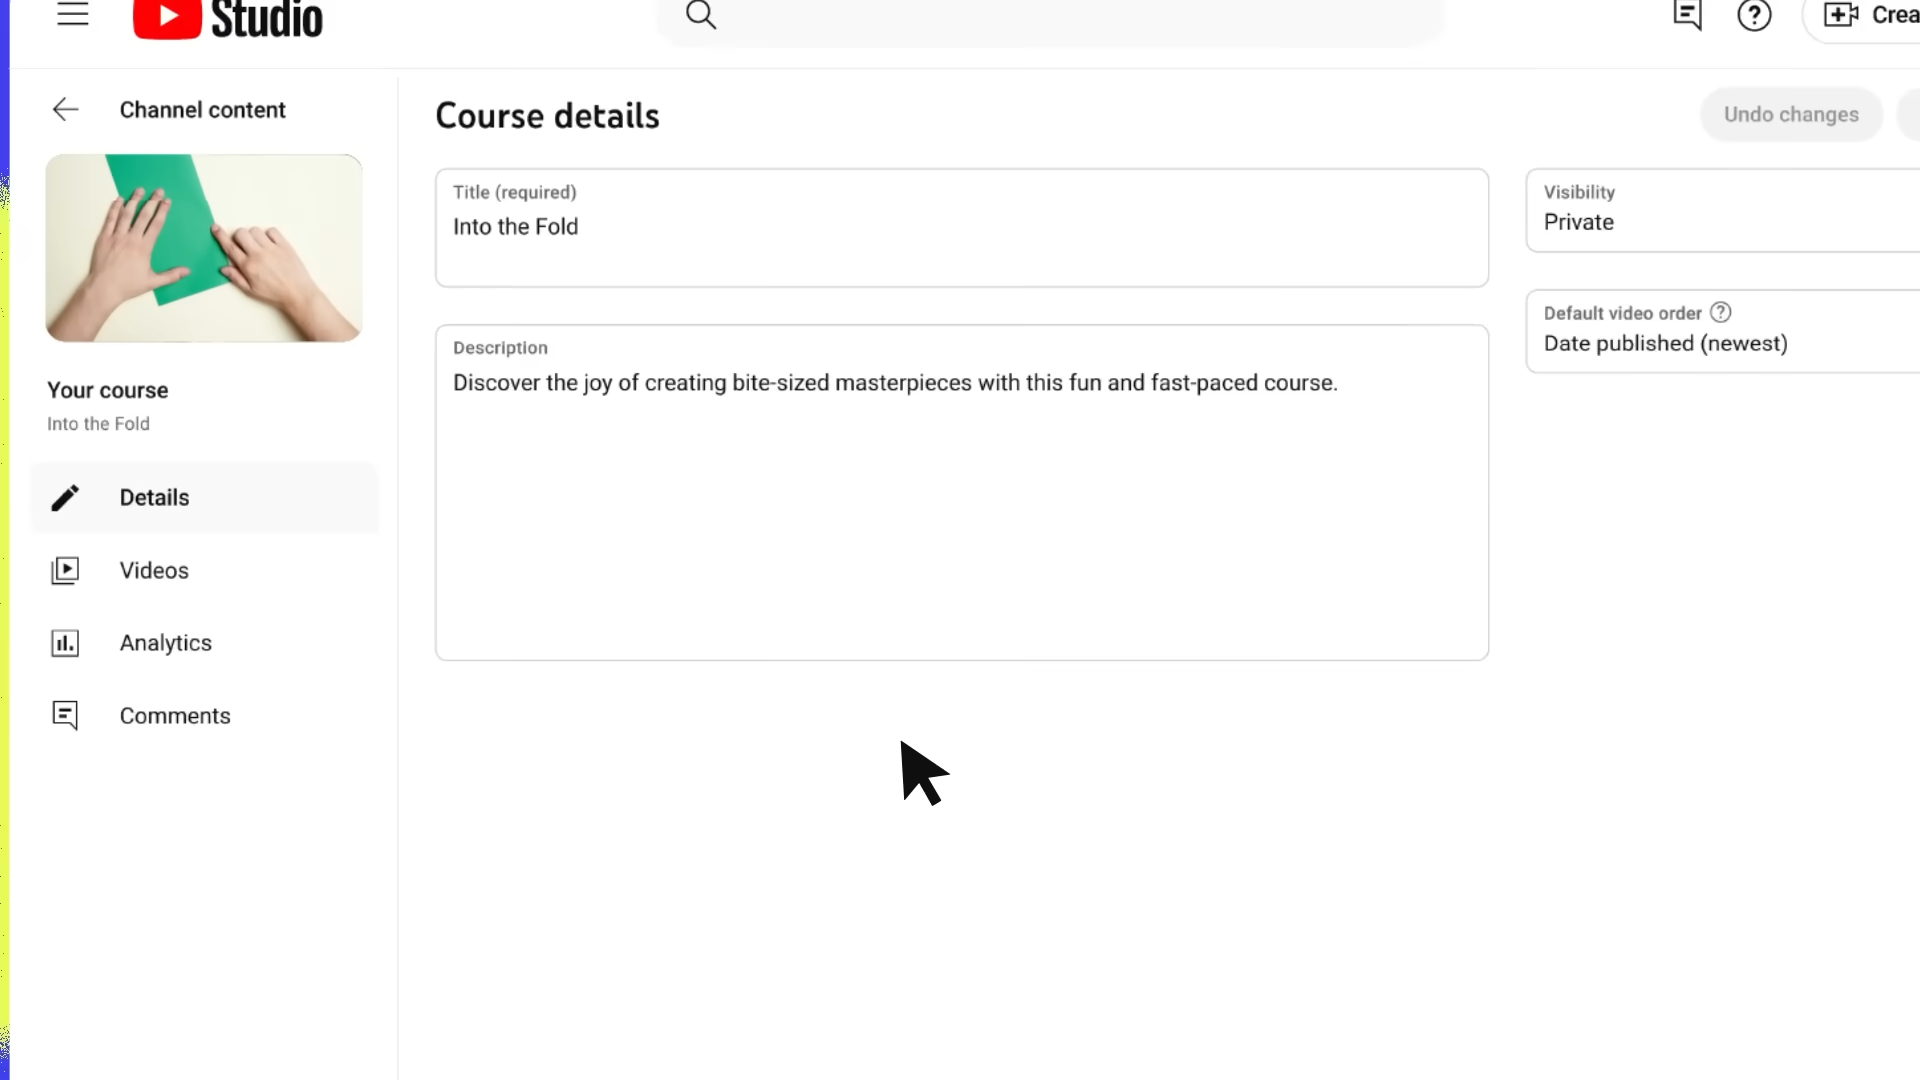 Studio
Crea
Channel content
Course details
Undo changes
Title (required)
Into the Fold
Visibility
Private
Description
Discover the joy of creating bite-sized masterpieces with this fun and fast-paced course.
Default video order
Date published (newest)
Your course
Into the Fold
Details
Videos
Analytics
Comments